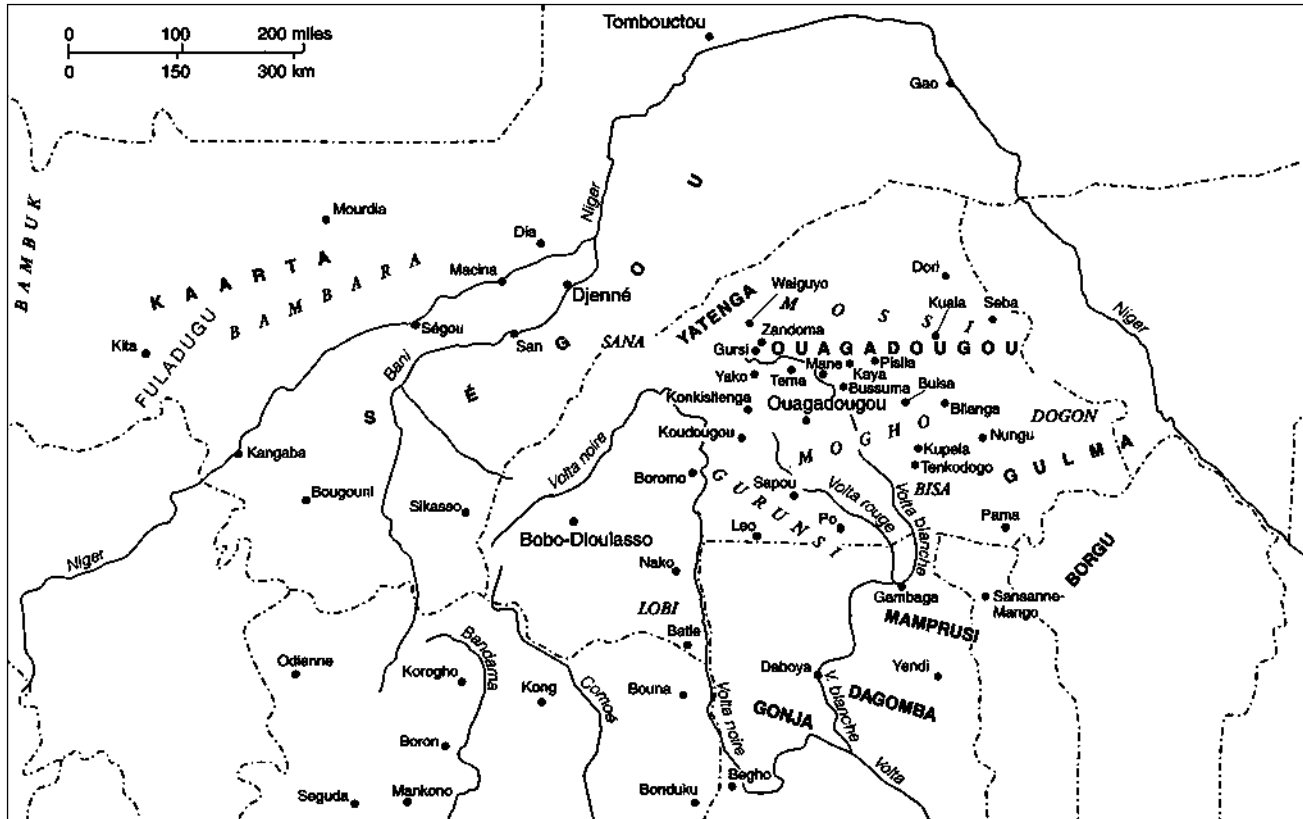 0 100 200 miles
0 150 300 km
Tombouctou
Gao
BAMBUK
Mourdia
Dia
Niger
SÉGOU
KAARTA
BAMBARA
FULADUGU
Macina
Djenné
Ségou
San
Kita
Bani
SANA
YATENGA
Waiguyo
MOSSI
Dori
Kuala
Seba
Niger
Zandoma
Gursi
OUAGADOUGOU
Mane
Pislla
Yako
Tema
Kaya
Bussuma
Bulsa
Konkisitenga
Ouagadougou
Bilanga
DOGON
Koudougou
MOGHO
Nungu
Kupela
Tenkodogo
GULMA
BISA
Kangaba
Bougouni
Sikasso
Volta noire
Boromo
GURUNSI
Sapou
Volta rouge
Volta blanche
Po
Leo
Pama
Bobo-Dioulasso
Niger
Nako
BORGU
Gambaga
Sansanne-
Mango
LOBI
MAMPRUSI
Batie
Odienne
Korogho
Bandama
Kong
Comoé
Bouna
Volta noire
Daboya
V. blanche
Yendi
DAGOMBA
GONJA
Boron
Volta
Seguda
Mankono
Bonduku
Begho